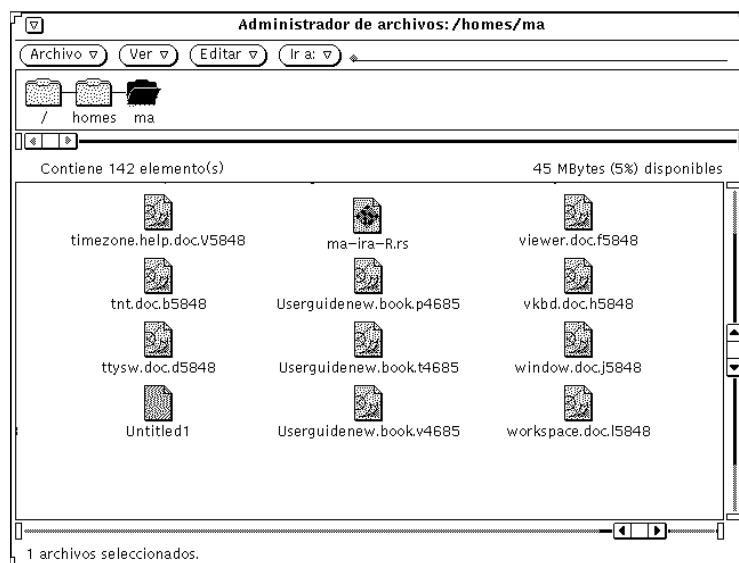 Administrador de archivos: /homes/ma
Archivo Ver Editar Ir a:
/ homes ma
Contiene 142 elemento(s) 45 MBytes (5%) disponibles
timezone.help.doc.V5848 ma-ira-R.rs viewer.doc.f5848
tnt.doc.b5848 Userguidenew.book.p4685 vkbd.doc.h5848
ttysw.doc.d5848 Userguidenew.book.t4685 window.doc.j5848
Untitled1 Userguidenew.book.v4685 workspace.doc.l5848
1 archivos seleccionados.